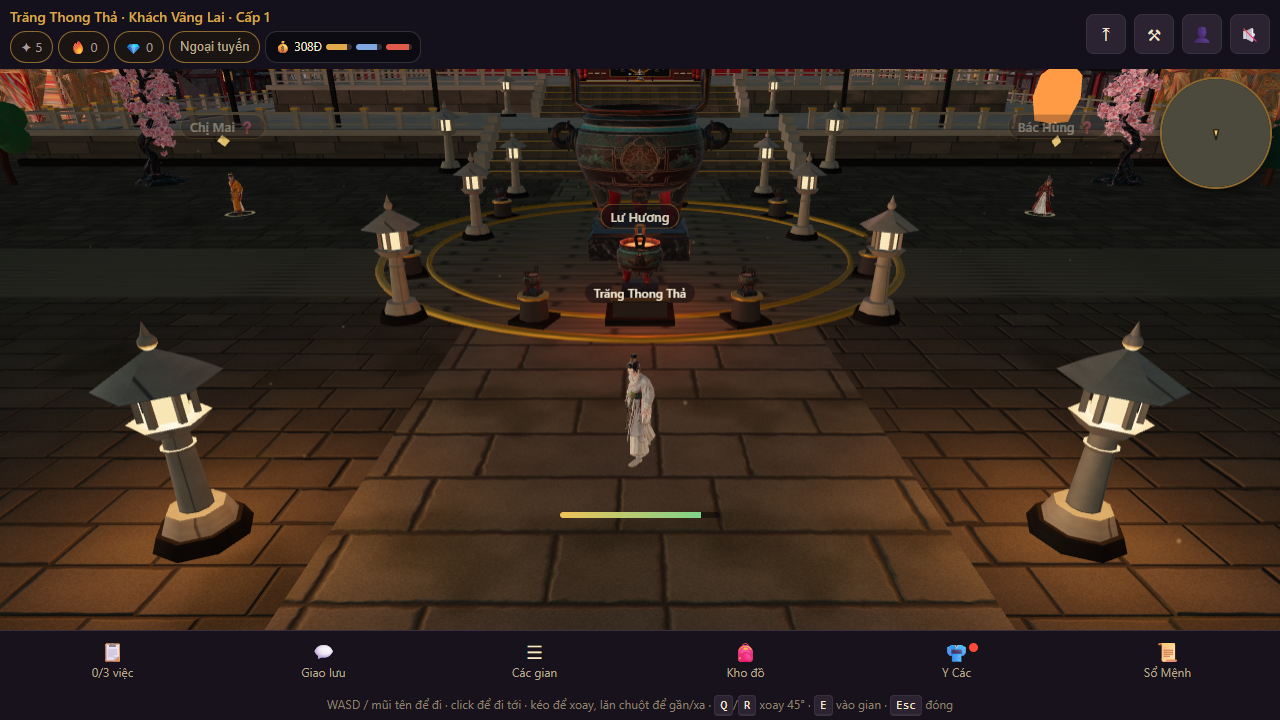 Trăng Thong Thả · Khách Vãng Lai · Cấp 1
5
0
0
Ngoại tuyến
308Đ
Chị Mai ?
Bác Hùng ?
Lư Hương
Trăng Thong Thả
0/3 việc
Giao lưu
Các gian
Kho đồ
Y Các
Sổ Mệnh
WASD / mũi tên để đi · click để đi tới · kéo để xoay, lăn chuột để gần/xa · Q / R xoay 45° · E vào gian · Esc đóng